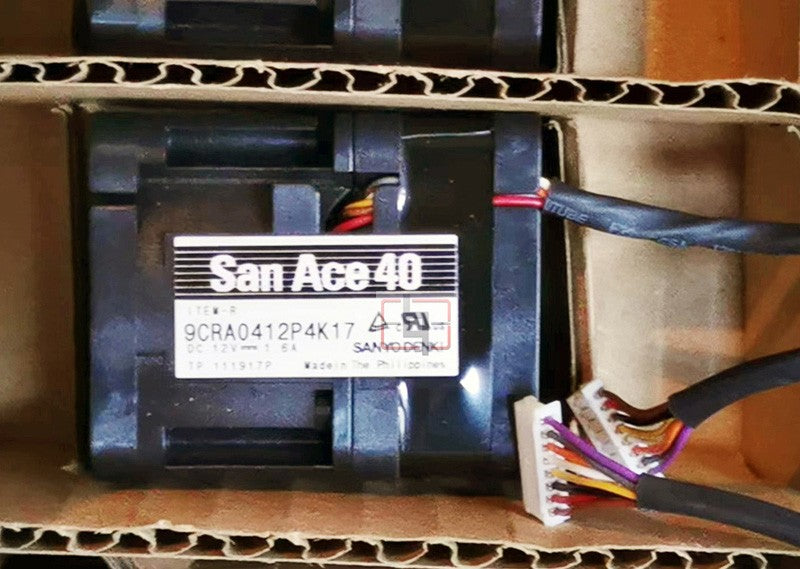 San Ace 40
ITEM-R
9CRA0412P4K17
DC 12V 1.6A
SANYO DENKI
TP 111917P Made in The Philippines